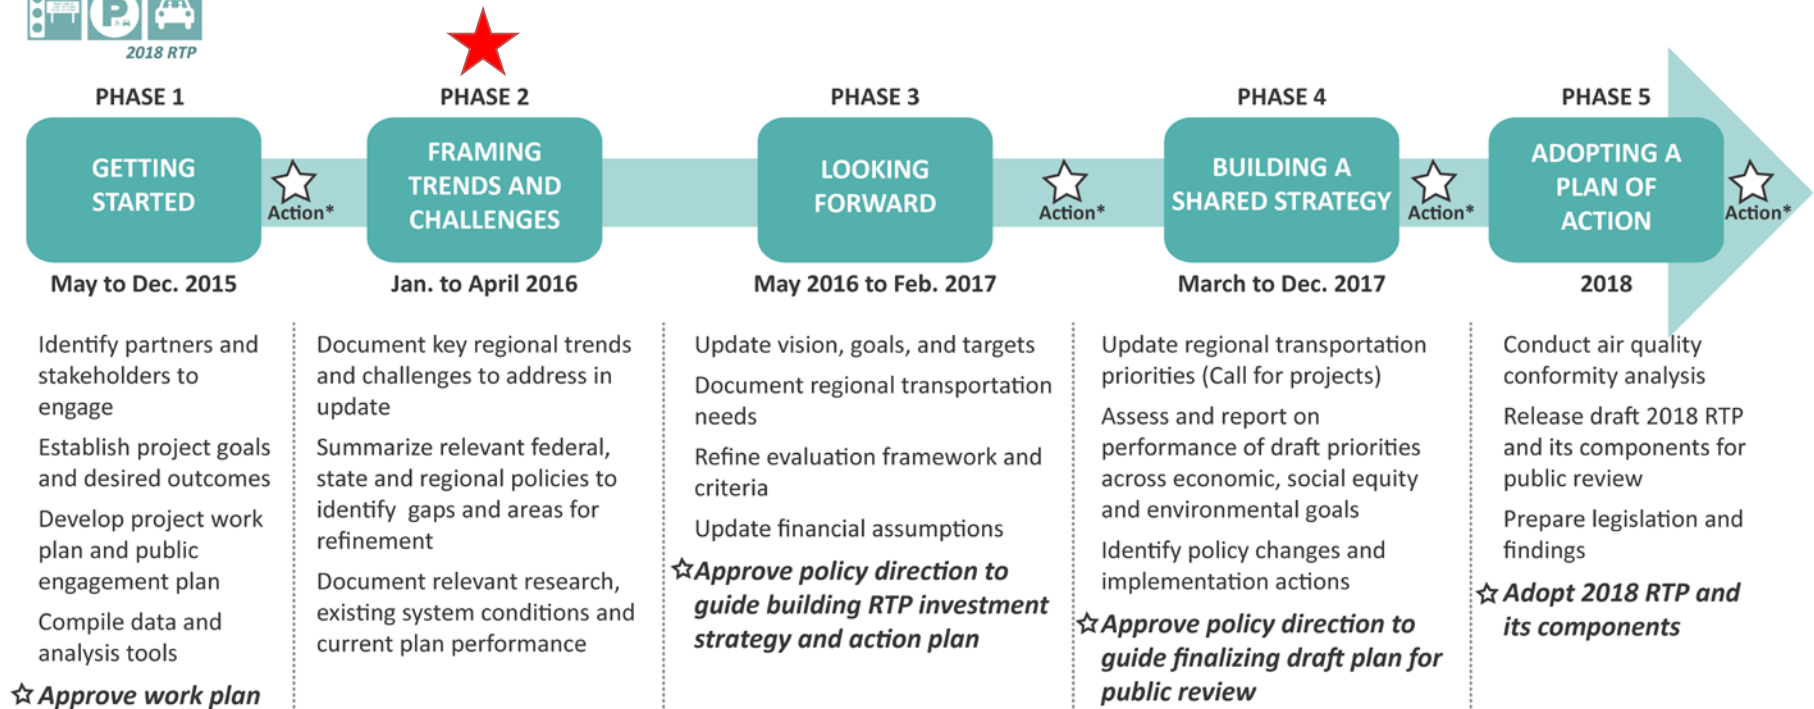 2018 RTP
PHASE 1
GETTING
STARTED
May to Dec. 2015
Action*
PHASE 2
FRAMING
TRENDS AND
CHALLENGES
Jan. to April 2016
PHASE 3
LOOKING
FORWARD
May 2016 to Feb. 2017
Action*
PHASE 4
BUILDING A
SHARED STRATEGY
March to Dec. 2017
Action*
PHASE 5
ADOPTING A
PLAN OF
ACTION
2018
Action*
Identify partners and
stakeholders to
engage
Establish project goals
and desired outcomes
Develop project work
plan and public
engagement plan
Compile data and
analysis tools
Approve work plan
Document key regional trends
and challenges to address in
update
Summarize relevant federal,
state and regional policies to
identify gaps and areas for
refinement
Document relevant research,
existing system conditions and
current plan performance
Update vision, goals, and targets
Document regional transportation
needs
Refine evaluation framework and
criteria
Update financial assumptions
Approve policy direction to
guide building RTP investment
strategy and action plan
Update regional transportation
priorities (Call for projects)
Assess and report on
performance of draft priorities
across economic, social equity
and environmental goals
Identify policy changes and
implementation actions
Approve policy direction to
guide finalizing draft plan for
public review
Conduct air quality
conformity analysis
Release draft 2018 RTP
and its components for
public review
Prepare legislation and
findings
Adopt 2018 RTP and
its components